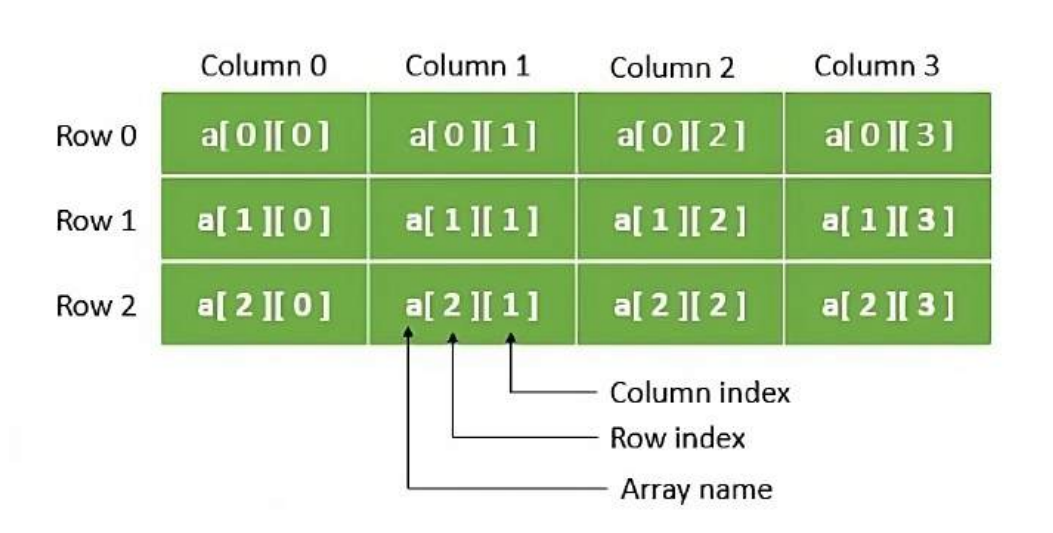 Column 0 Column 1 Column 2 Column 3
Row 0 a[ 0 ][ 0 ] a[ 0 ][ 1 ] a[ 0 ][ 2 ] a[ 0 ][ 3 ]
Row 1 a[ 1 ][ 0 ] a[ 1 ][ 1 ] a[ 1 ][ 2 ] a[ 1 ][ 3 ]
Row 2 a[ 2 ][ 0 ] a[ 2 ][ 1 ] a[ 2 ][ 2 ] a[ 2 ][ 3 ]
Column index
Row index
Array name